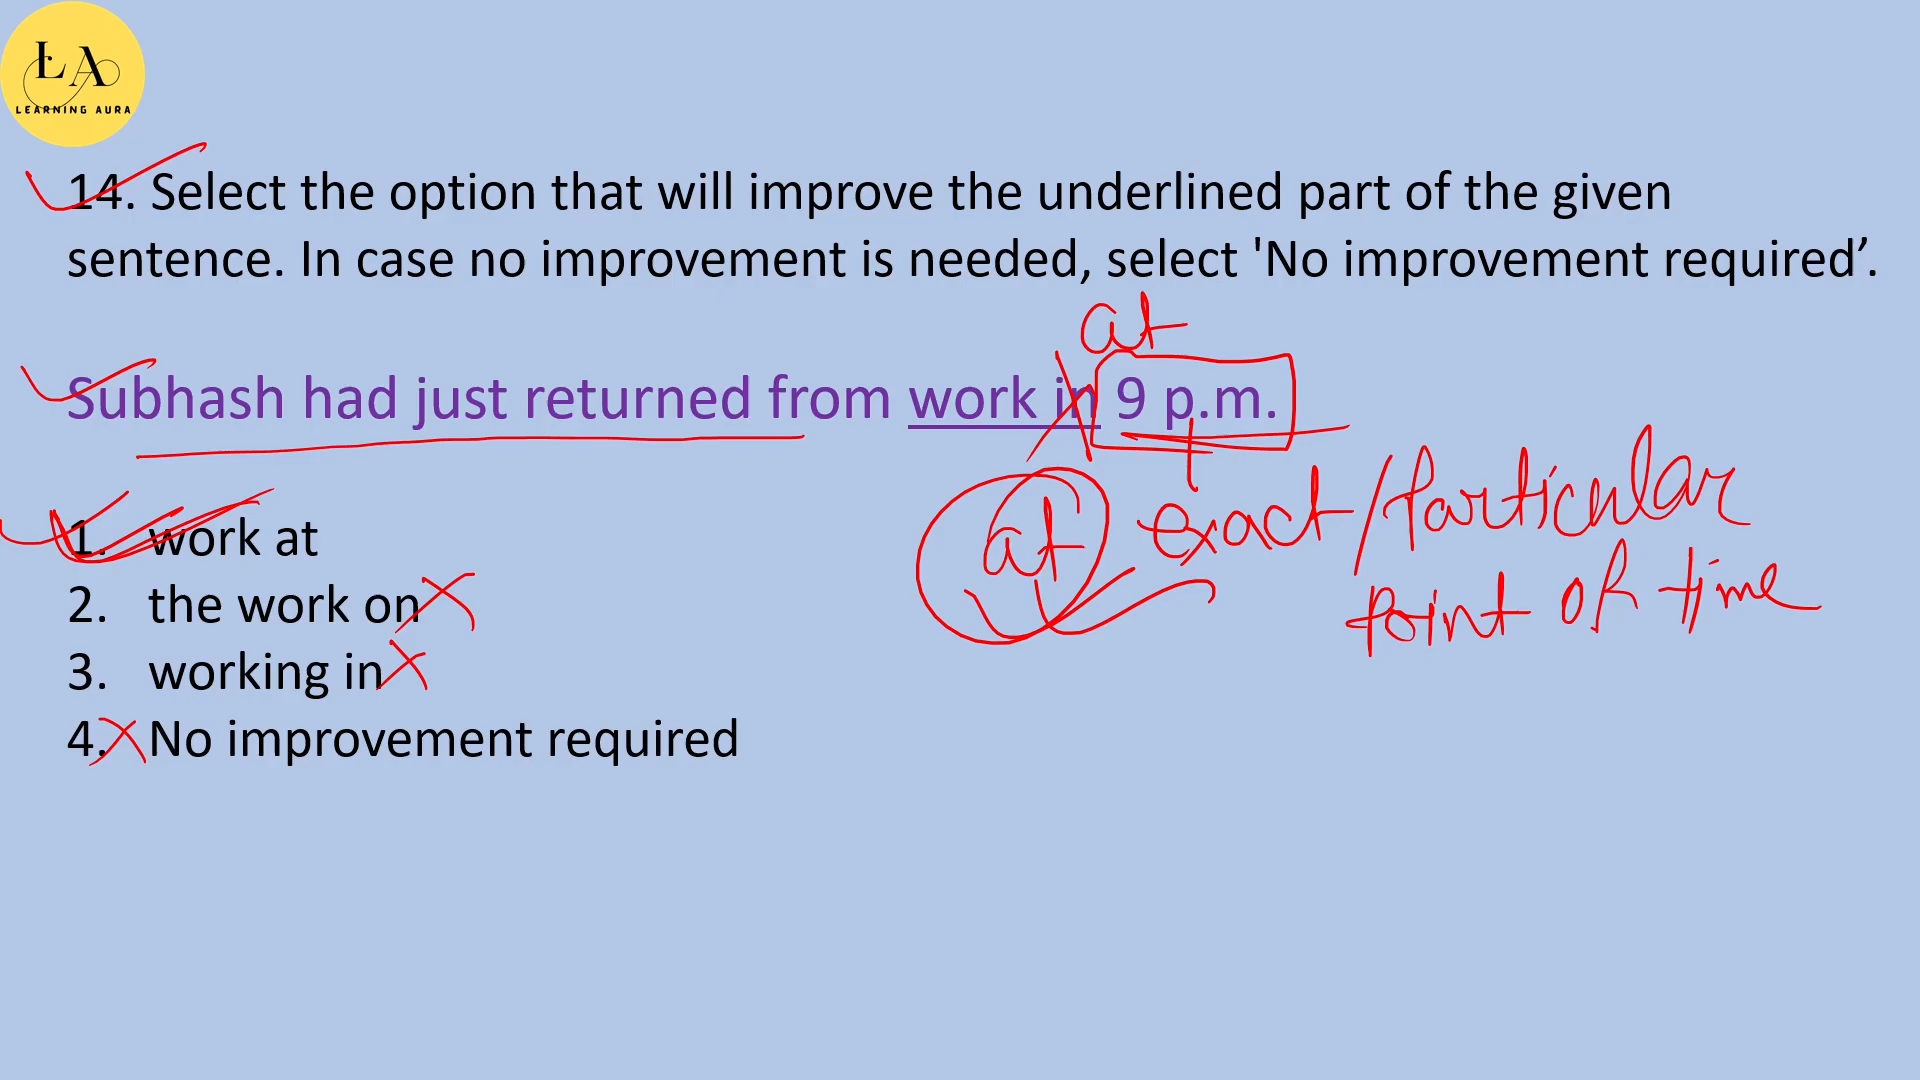 LA
LEARNING AURA
14. Select the option that will improve the underlined part of the given
sentence. In case no improvement is needed, select 'No improvement required’.
at
Subhash had just returned from work in 9 p.m.
at exact/particular
point of time
1. work at
2. the work on
3. working in
4. No improvement required